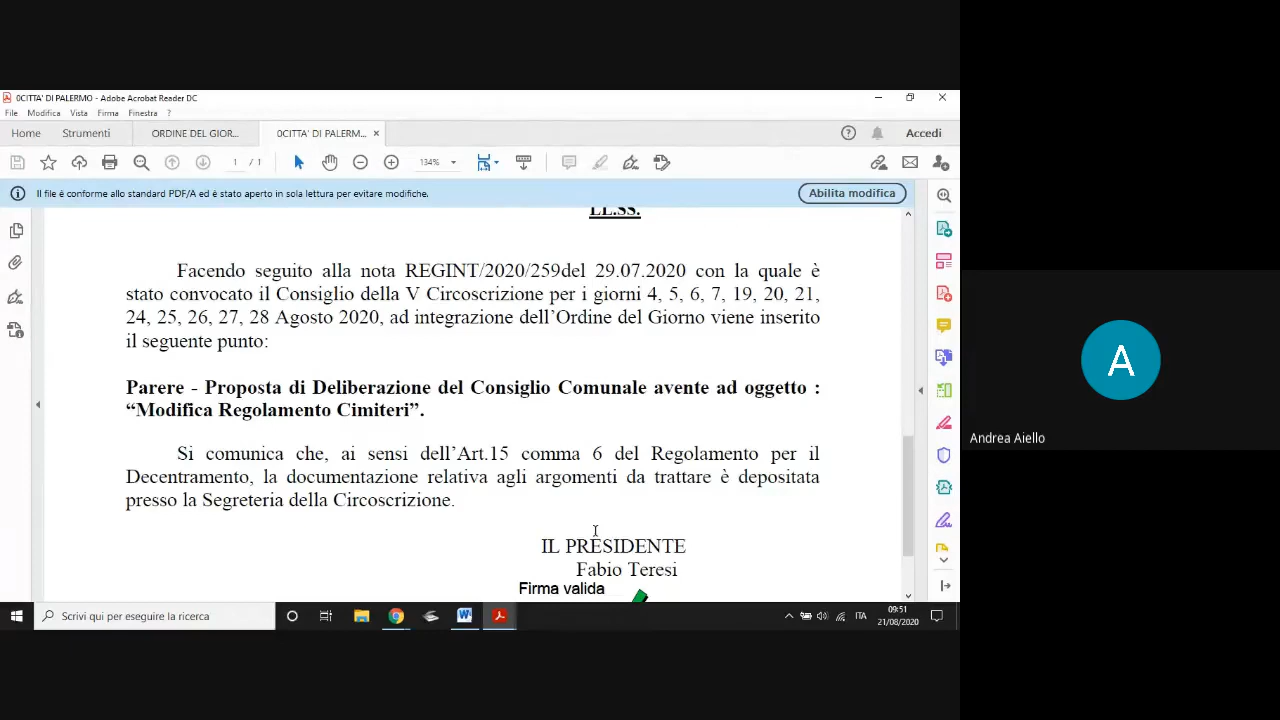 0CITTA' DI PALERMO - Adobe Acrobat Reader DC
File Modifica Vista Firma Finestra ?
Home Strumenti ORDINE DEL GIOR... 0CITTA' DI PALERM... × Accedi
1 / 1 134%
Il file è conforme allo standard PDF/A ed è stato aperto in sola lettura per evitare modifiche. Abilita modifica
LL.SS.
Facendo seguito alla nota REGINT/2020/259del 29.07.2020 con la quale è
stato convocato il Consiglio della V Circoscrizione per i giorni 4, 5, 6, 7, 19, 20, 21,
24, 25, 26, 27, 28 Agosto 2020, ad integrazione dell’Ordine del Giorno viene inserito
il seguente punto:
Parere - Proposta di Deliberazione del Consiglio Comunale avente ad oggetto :
“Modifica Regolamento Cimiteri”.
Si comunica che, ai sensi dell’Art.15 comma 6 del Regolamento per il
Decentramento, la documentazione relativa agli argomenti da trattare è depositata
presso la Segreteria della Circoscrizione.
IL PRESIDENTE
Fabio Teresi
Firma valida
A
Andrea Aiello
Scrivi qui per eseguire la ricerca
ITA
09:51
21/08/2020